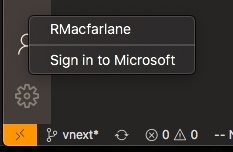 RMacfarlane
Sign in to Microsoft
vnext* 0 0 -- N